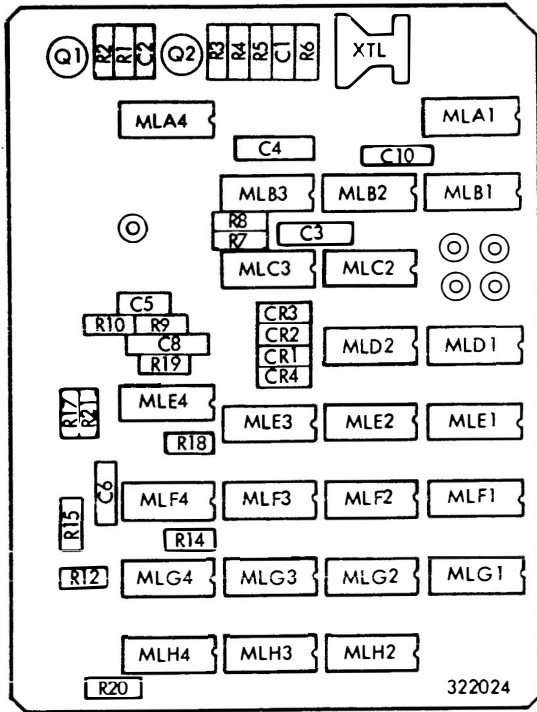 Q1 R2 R1 C2 Q2 R3 R4 R5 C1 R6 XTL
MLA4 MLA1
C4 C10
MLB3 MLB2 MLB1
R8
R7 C3
MLC3 MLC2
C5 CR3
R10 R9 CR2
C8 CR1 MLD2 MLD1
R19 CR4
R17 R21 MLE4 MLE3 MLE2 MLE1
R18
C6 MLF4 MLF3 MLF2 MLF1
R15 R14
R12 MLG4 MLG3 MLG2 MLG1
MLH4 MLH3 MLH2
R20 322024